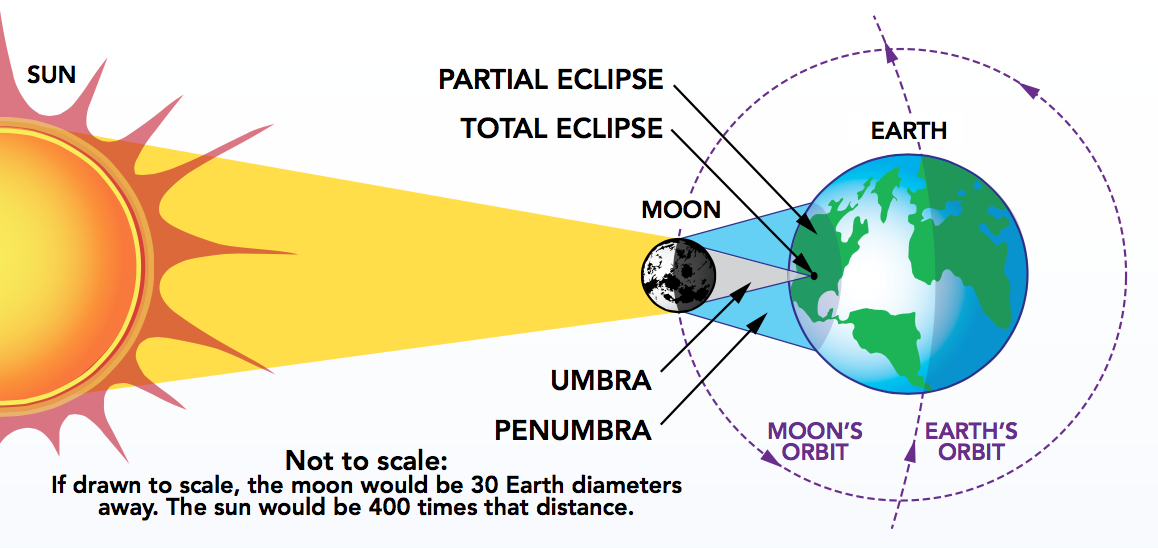 SUN
PARTIAL ECLIPSE
TOTAL ECLIPSE
EARTH
MOON
UMBRA
PENUMBRA
MOON'S
ORBIT
EARTH'S
ORBIT
Not to scale:
If drawn to scale, the moon would be 30 Earth diameters
away. The sun would be 400 times that distance.